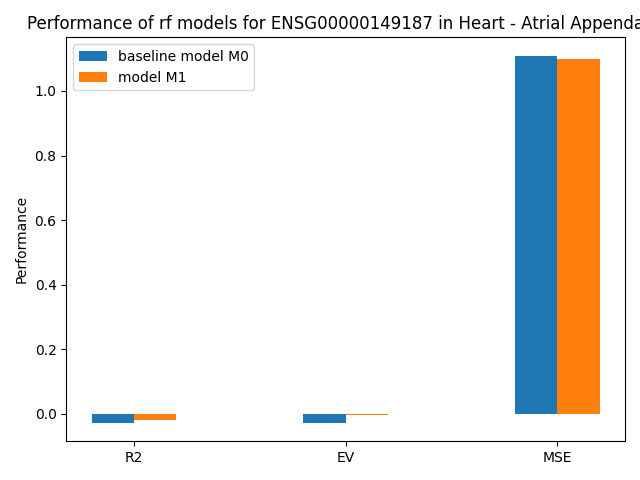 Performance of rf models for ENSG00000149187 in Heart - Atrial Appenda
baseline model M0
model M1
Performance
1.0
0.8
0.6
0.4
0.2
0.0
R2
EV
MSE